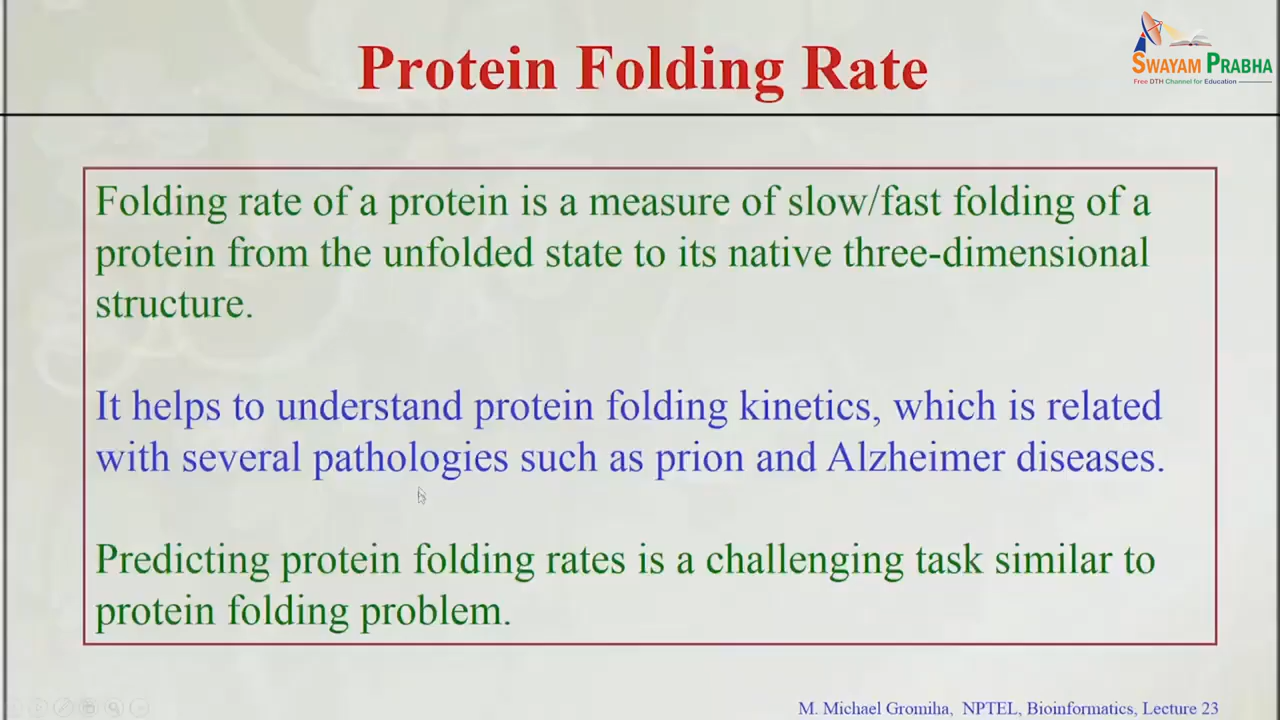 Protein Folding Rate
SWAYAM PRABHA
Free DTH Channel for Education
Folding rate of a protein is a measure of slow/fast folding of a
protein from the unfolded state to its native three-dimensional
structure.
It helps to understand protein folding kinetics, which is related
with several pathologies such as prion and Alzheimer diseases.
Predicting protein folding rates is a challenging task similar to
protein folding problem.
M. Michael Gromiha, NPTEL, Bioinformatics, Lecture 23